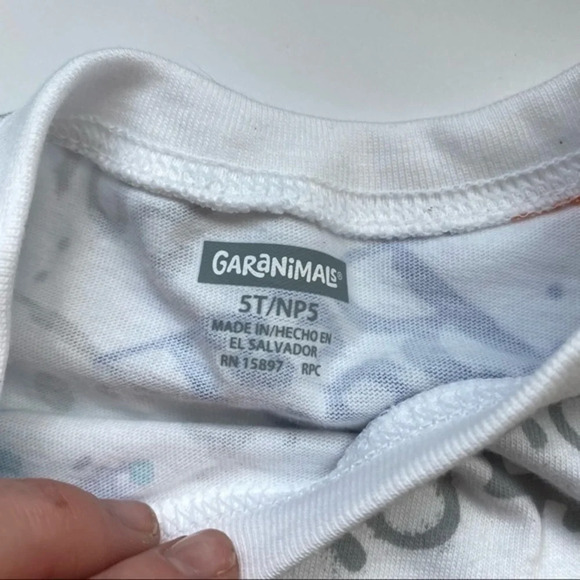 GARANiMALS®
5T/NP5
MADE IN/HECHO EN
EL SALVADOR
RN 15897 RPC